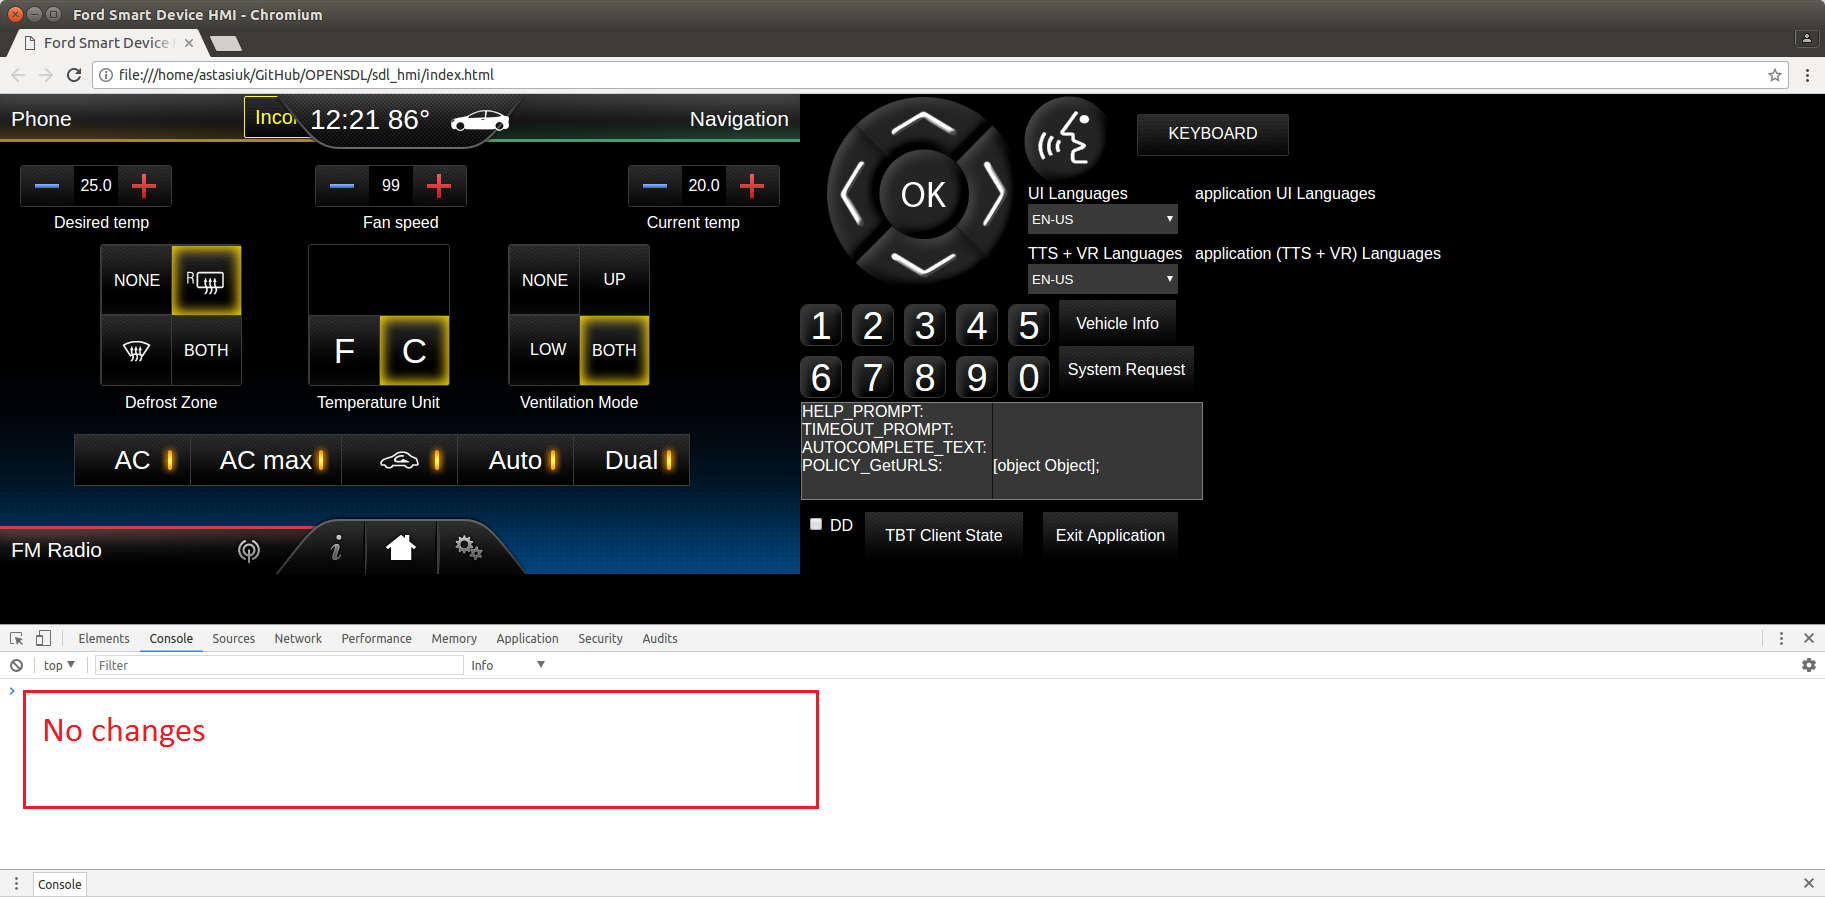 Ford Smart Device HMI - Chromium
Ford Smart Device
file:///home/astasiuk/GitHub/OPENSDL/sdl_hmi/index.html
Phone
Incor
12:21 86°
Navigation
25.0
99
20.0
Desired temp
Fan speed
Current temp
NONE
R
BOTH
Defrost Zone
F
C
Temperature Unit
NONE
UP
LOW
BOTH
Ventilation Mode
AC
AC max
Auto
Dual
FM Radio
i
OK
KEYBOARD
UI Languages
application UI Languages
EN-US
TTS + VR Languages
application (TTS + VR) Languages
EN-US
1 2 3 4 5
Vehicle Info
6 7 8 9 0
System Request
HELP_PROMPT:
TIMEOUT_PROMPT:
AUTOCOMPLETE_TEXT:
POLICY_GetURLS: [object Object];
DD
TBT Client State
Exit Application
Elements Console Sources Network Performance Memory Application Security Audits
top Filter Info
No changes
Console